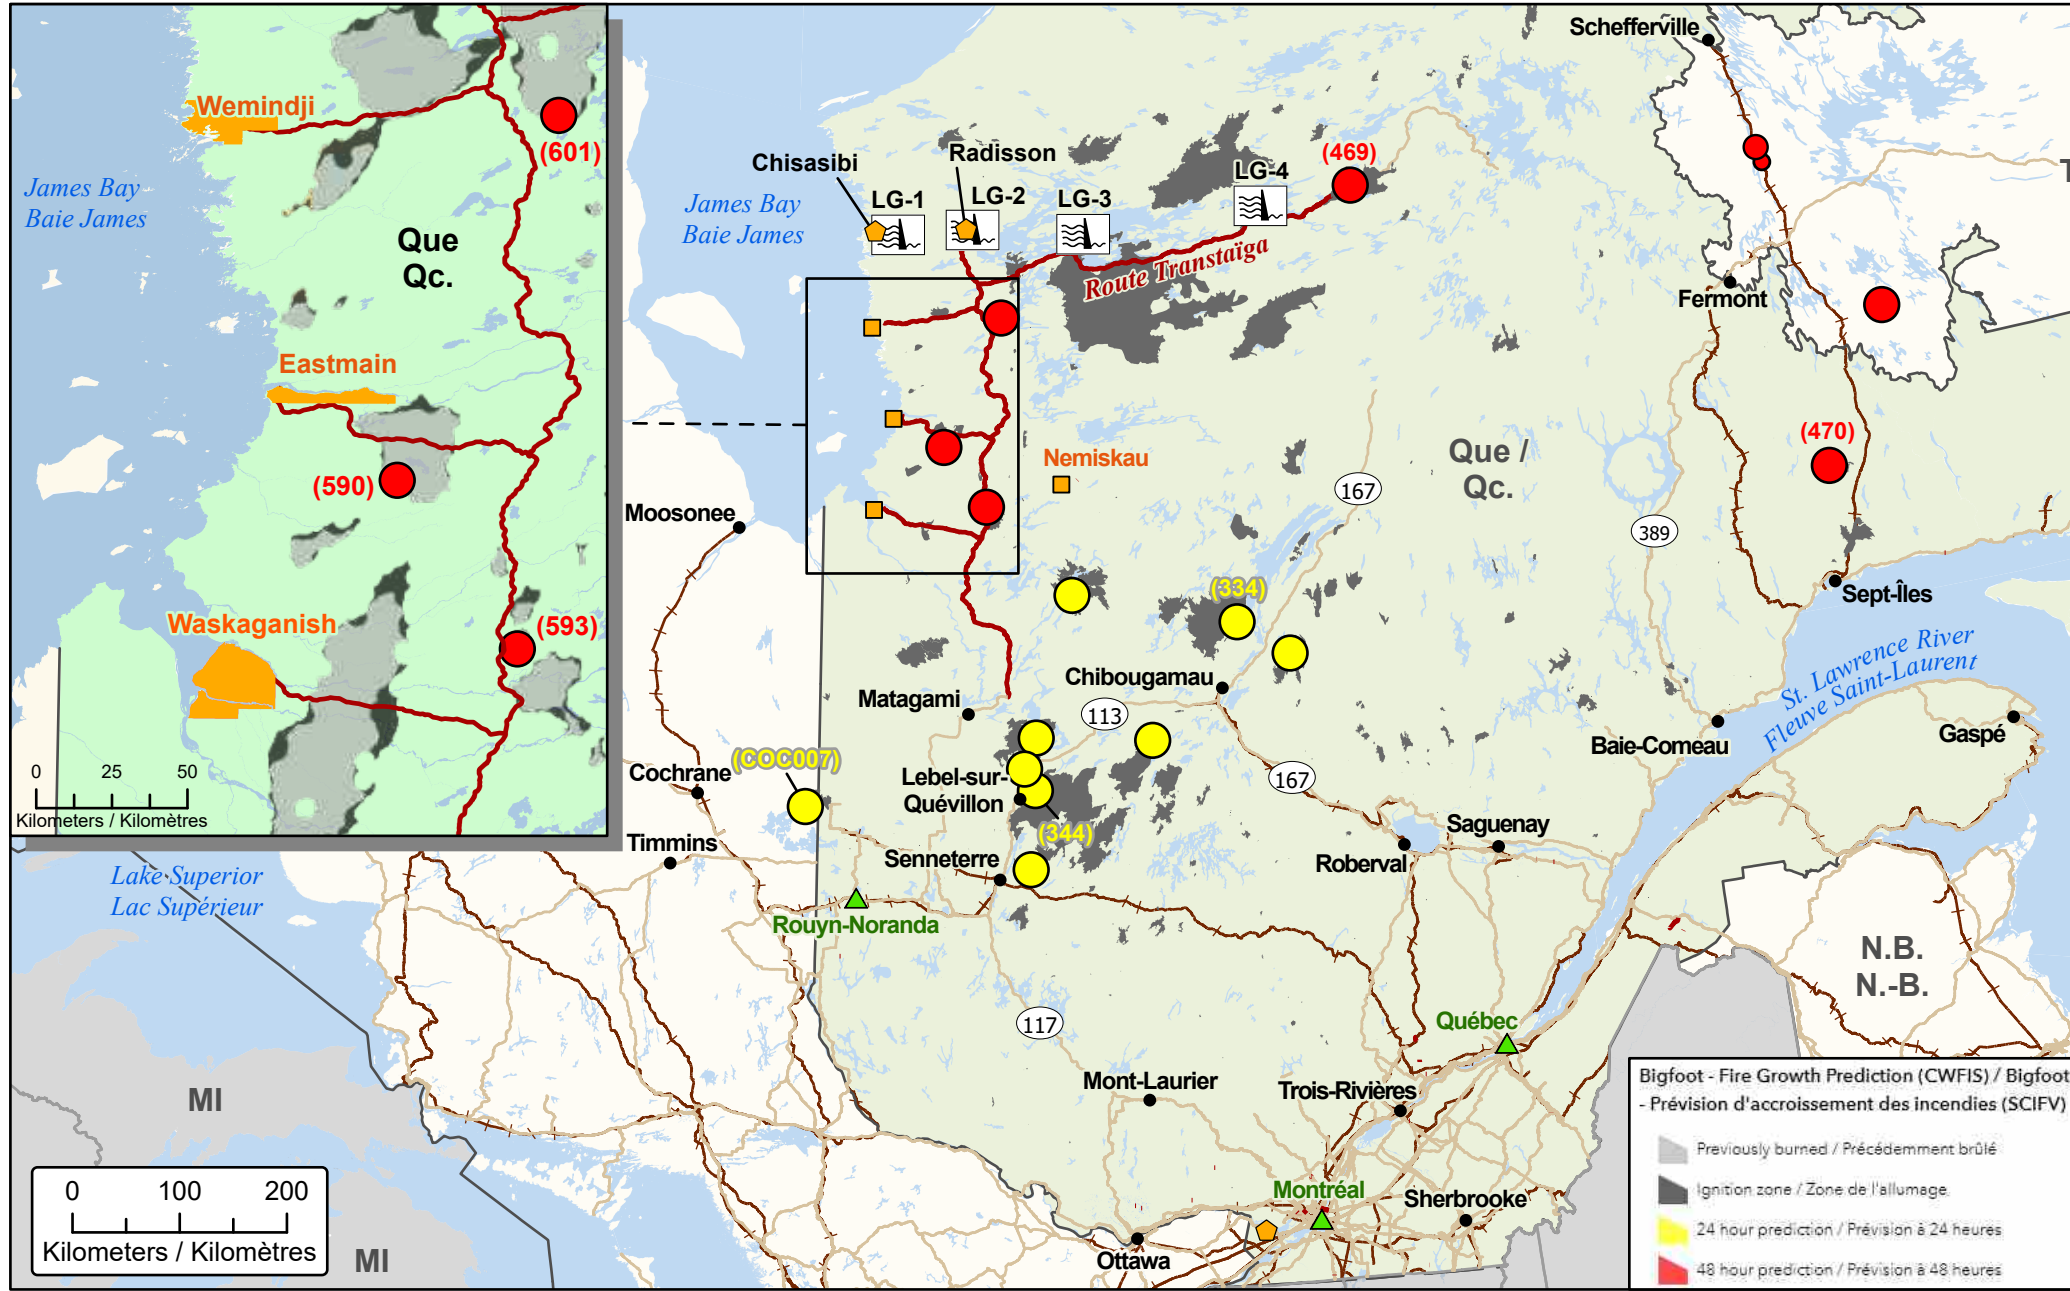 Wemindji
(601)
James Bay
Baie James
Que
Qc.
Eastmain
(590)
Waskaganish
(593)
0 25 50
Kilometers / Kilomètres
Schefferville
Chisasibi
Radisson
LG-1
LG-2
LG-3
LG-4
(469)
James Bay
Baie James
Route Transtaïga
Fermont
Nemiskau
Que /
Qc.
(470)
167
389
Moosonee
Sept-Îles
(334)
St. Lawrence River
Fleuve Saint-Laurent
Chibougamau
Matagami
113
Baie-Comeau
Gaspé
(COC007)
Cochrane
Lebel-sur-
Quévillon
167
(344)
Timmins
Senneterre
Saguenay
Roberval
Lake Superior
Lac Supérieur
Rouyn-Noranda
N.B.
N.-B.
117
Québec
MI
Mont-Laurier
Trois-Rivières
Montréal
Sherbrooke
Ottawa
MI
0 100 200
Kilometers / Kilomètres
Bigfoot - Fire Growth Prediction (CWFIS) / Bigfoot
- Prévision d'accroissement des incendies (SCIFV)
Previously burned / Précédemment brûlé
Ignition zone / Zone de l'allumage
24 hour prediction / Prévision à 24 heures
48 hour prediction / Prévision à 48 heures